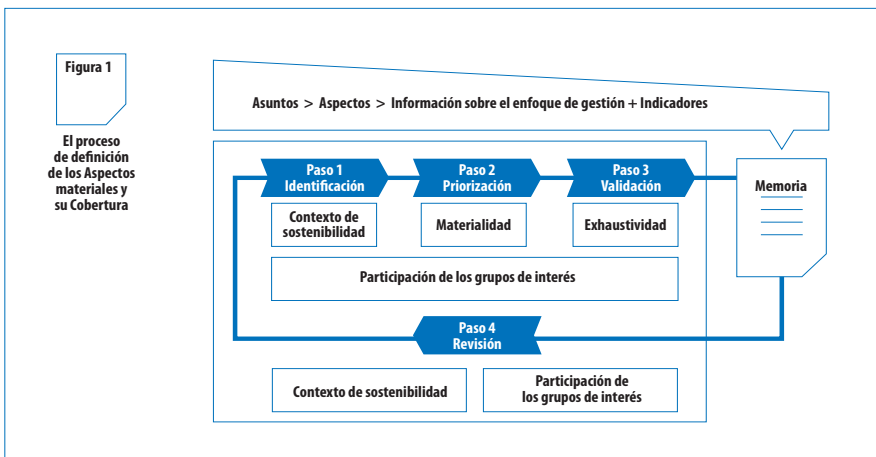 Figura 1
El proceso
de definición
de los Aspectos
materiales y
su Cobertura
Asuntos > Aspectos > Información sobre el enfoque de gestión + Indicadores
Paso 1
Identificación
Paso 2
Priorización
Paso 3
Validación
Memoria
Contexto de
sostenibilidad
Materialidad
Exhaustividad
Participación de los grupos de interés
Paso 4
Revisión
Contexto de sostenibilidad
Participación de
los grupos de interés